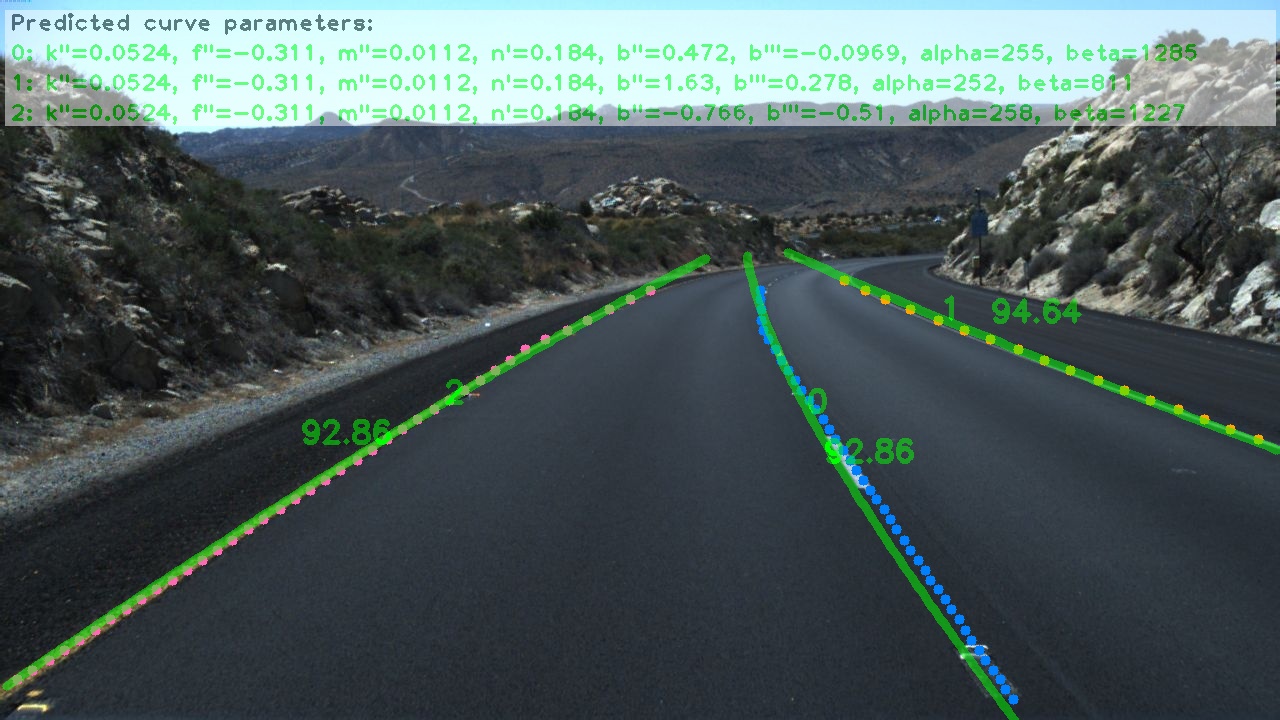 Predicted curve parameters:
0: k''=0.0524, f''=-0.311, m''=0.0112, n'=0.184, b''=0.472, b'''=-0.0969, alpha=255, beta=1285
1: k''=0.0524, f''=-0.311, m''=0.0112, n'=0.184, b''=1.63, b'''=0.278, alpha=252, beta=811
2: k''=0.0524, f''=-0.311, m''=0.0112, n'=0.184, b''=-0.766, b'''=-0.51, alpha=258, beta=1227
1 94.64
2
0
92.86
92.86